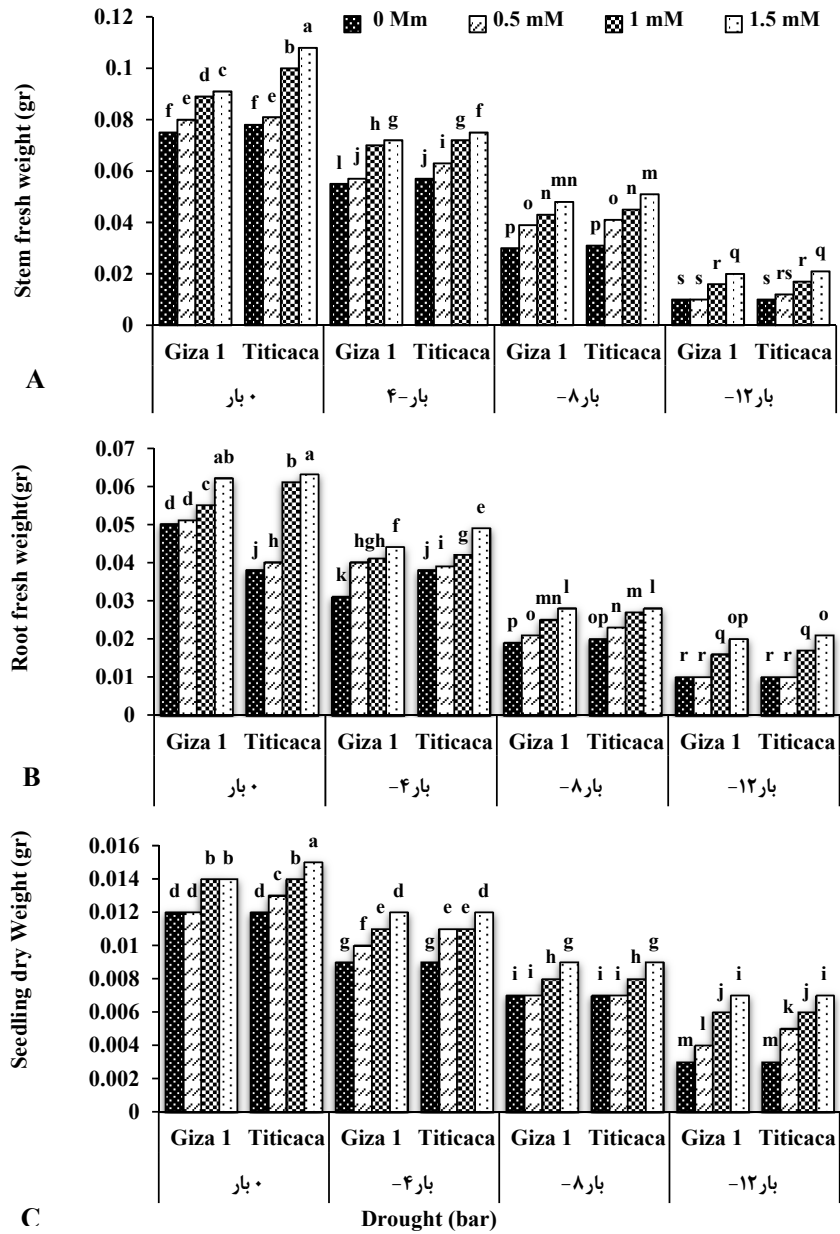 0 Mm 0.5 mM 1 mM 1.5 mM
Stem fresh weight (gr)
0.12
0.1
0.08
0.06
0.04
0.02
0
f e d c f e b a l j h g j i g f p o n mn p o n m s s r q s rs r q
Giza 1 Titicaca Giza 1 Titicaca Giza 1 Titicaca Giza 1 Titicaca
۰ بار ۴- بار -۸ بار -۱۲ بار
A
Root fresh weight(gr)
0.07
0.06
0.05
0.04
0.03
0.02
0.01
0
d d c ab j h b a k h gh f j i g e p o mn l op n m l r r q op r r q o
Giza 1 Titicaca Giza 1 Titicaca Giza 1 Titicaca Giza 1 Titicaca
۰ بار -۴ بار -۸ بار -۱۲ بار
B
Seedling dry Weight (gr)
0.016
0.014
0.012
0.01
0.008
0.006
0.004
0.002
0
d d b b d c b a g f e d g e e d i i h g i i h g m l j i m k j i
Giza 1 Titicaca Giza 1 Titicaca Giza 1 Titicaca Giza 1 Titicaca
۰ بار -۴ بار -۸ بار -۱۲ بار
C
Drought (bar)